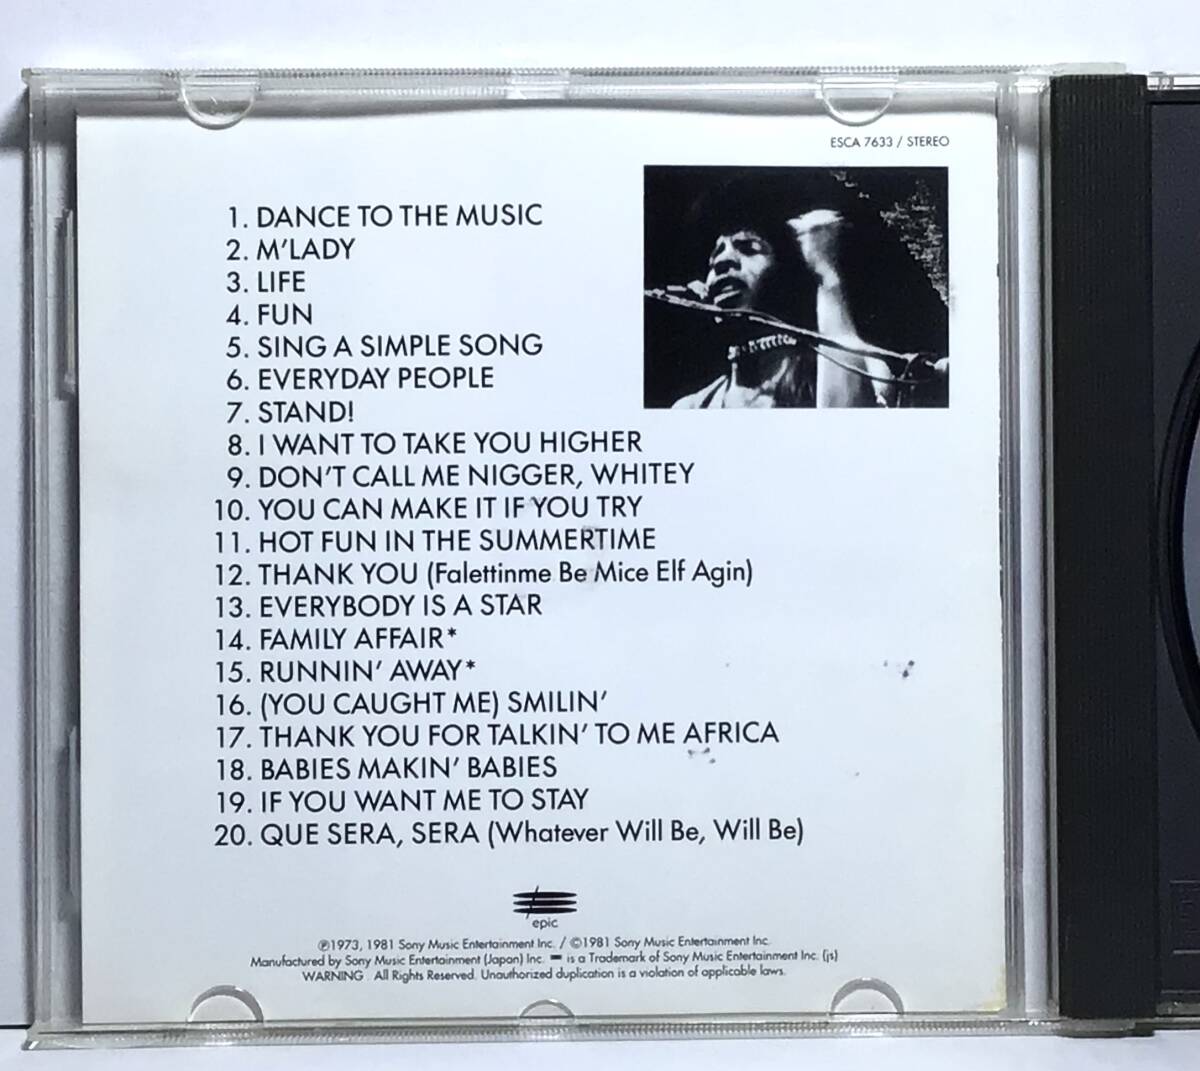 ESCA 7633 / STEREO
1. DANCE TO THE MUSIC
2. M'LADY
3. LIFE
4. FUN
5. SING A SIMPLE SONG
6. EVERYDAY PEOPLE
7. STAND!
8. I WANT TO TAKE YOU HIGHER
9. DON'T CALL ME NIGGER, WHITEY
10. YOU CAN MAKE IT IF YOU TRY
11. HOT FUN IN THE SUMMERTIME
12. THANK YOU (Falettinme Be Mice Elf Agin)
13. EVERYBODY IS A STAR
14. FAMILY AFFAIR*
15. RUNNIN' AWAY*
16. (YOU CAUGHT ME) SMILIN'
17. THANK YOU FOR TALKIN' TO ME AFRICA
18. BABIES MAKIN' BABIES
19. IF YOU WANT ME TO STAY
20. QUE SERA, SERA (Whatever Will Be, Will Be)
epic
℗1973, 1981 Sony Music Entertainment Inc. / ©1981 Sony Music Entertainment Inc.
Manufactured by Sony Music Entertainment (Japan) Inc. is a Trademark of Sony Music Entertainment Inc. (js)
WARNING : All Rights Reserved. Unauthorized duplication is a violation of applicable laws.